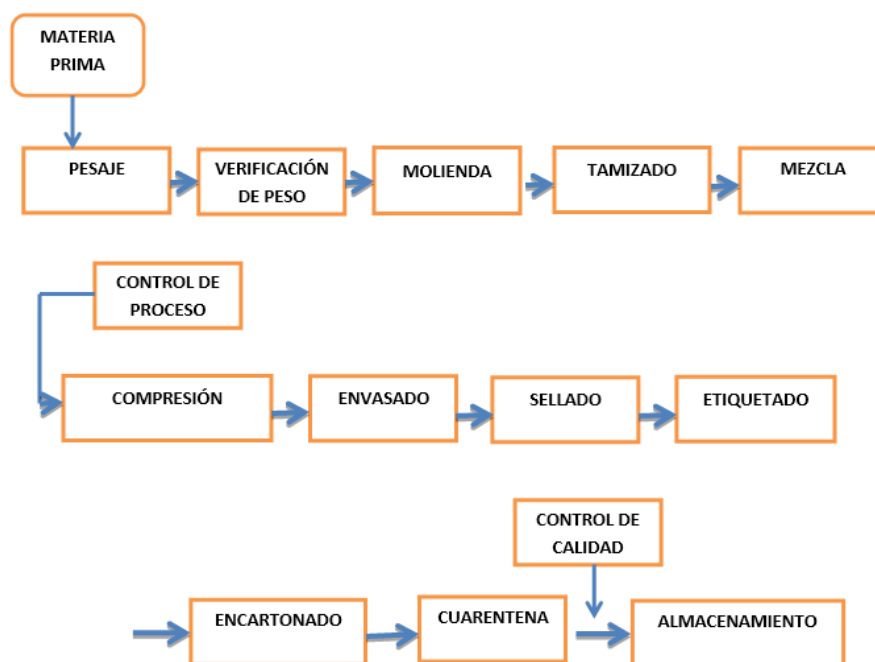 MATERIA
PRIMA
PESAJE
VERIFICACIÓN
DE PESO
MOLIENDA
TAMIZADO
MEZCLA
CONTROL DE
PROCESO
COMPRESIÓN
ENVASADO
SELLADO
ETIQUETADO
CONTROL DE
CALIDAD
ENCARTONADO
CUARENTENA
ALMACENAMIENTO